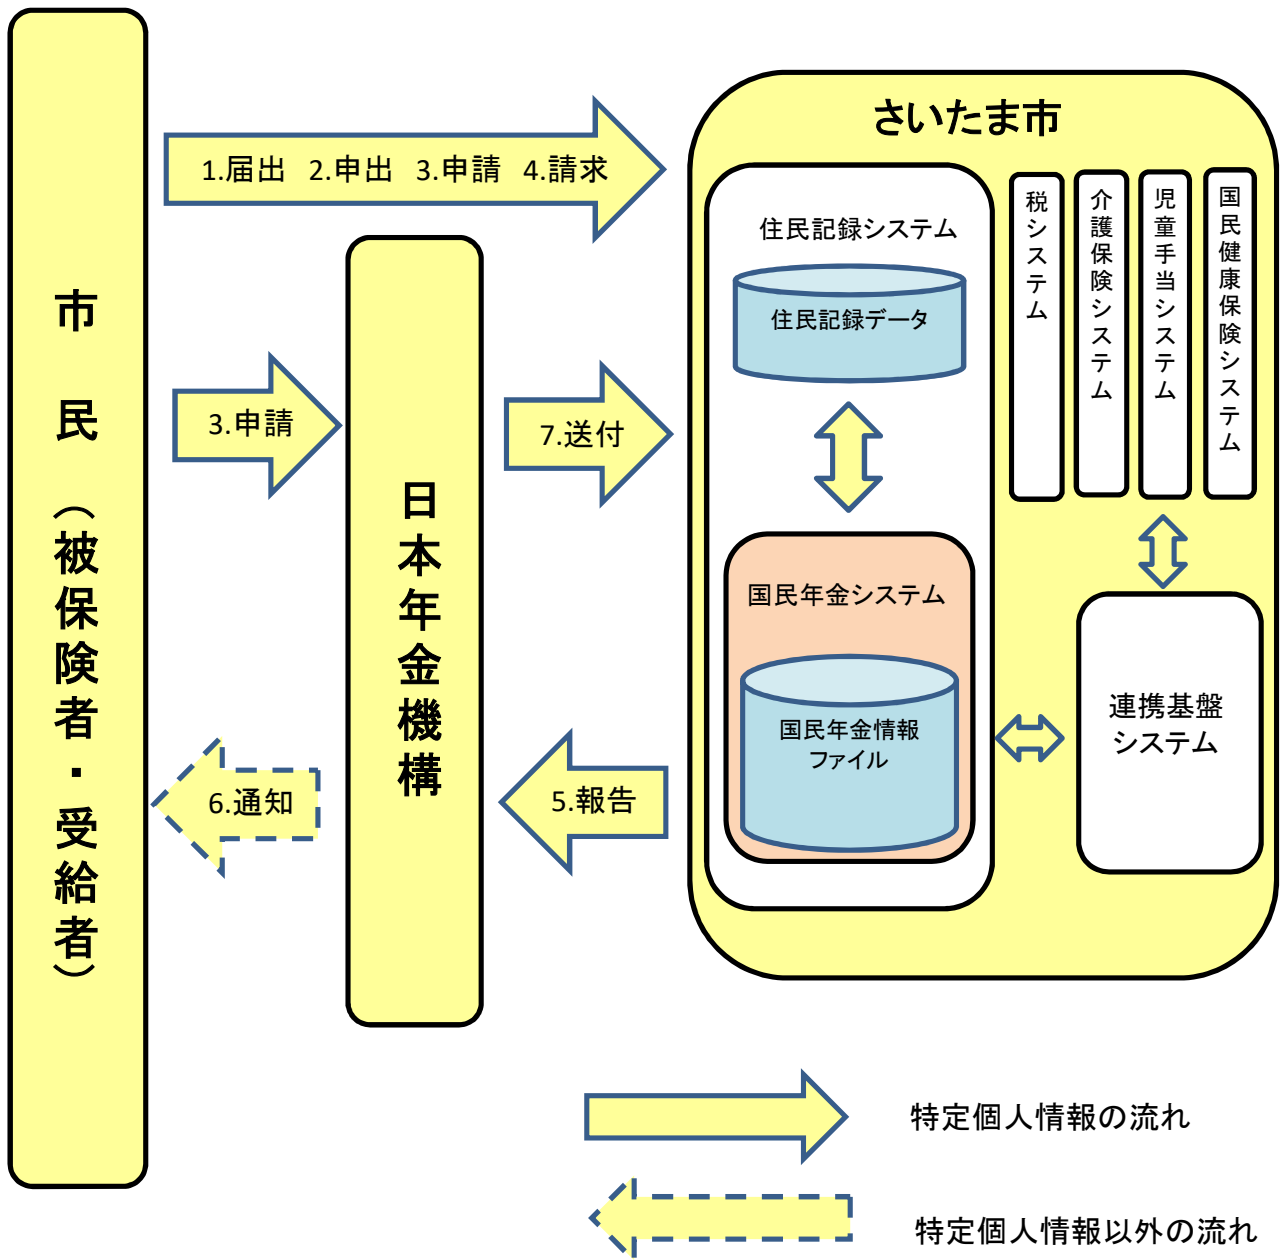 市民（被保険者・受給者）
1.届出 2.申出 3.申請 4.請求
3.申請
日本年金機構
7.送付
5.報告
6.通知
さいたま市
住民記録システム
住民記録データ
国民年金システム
国民年金情報
ファイル
税システム
介護保険システム
児童手当システム
国民健康保険システム
連携基盤
システム
特定個人情報の流れ
特定個人情報以外の流れ